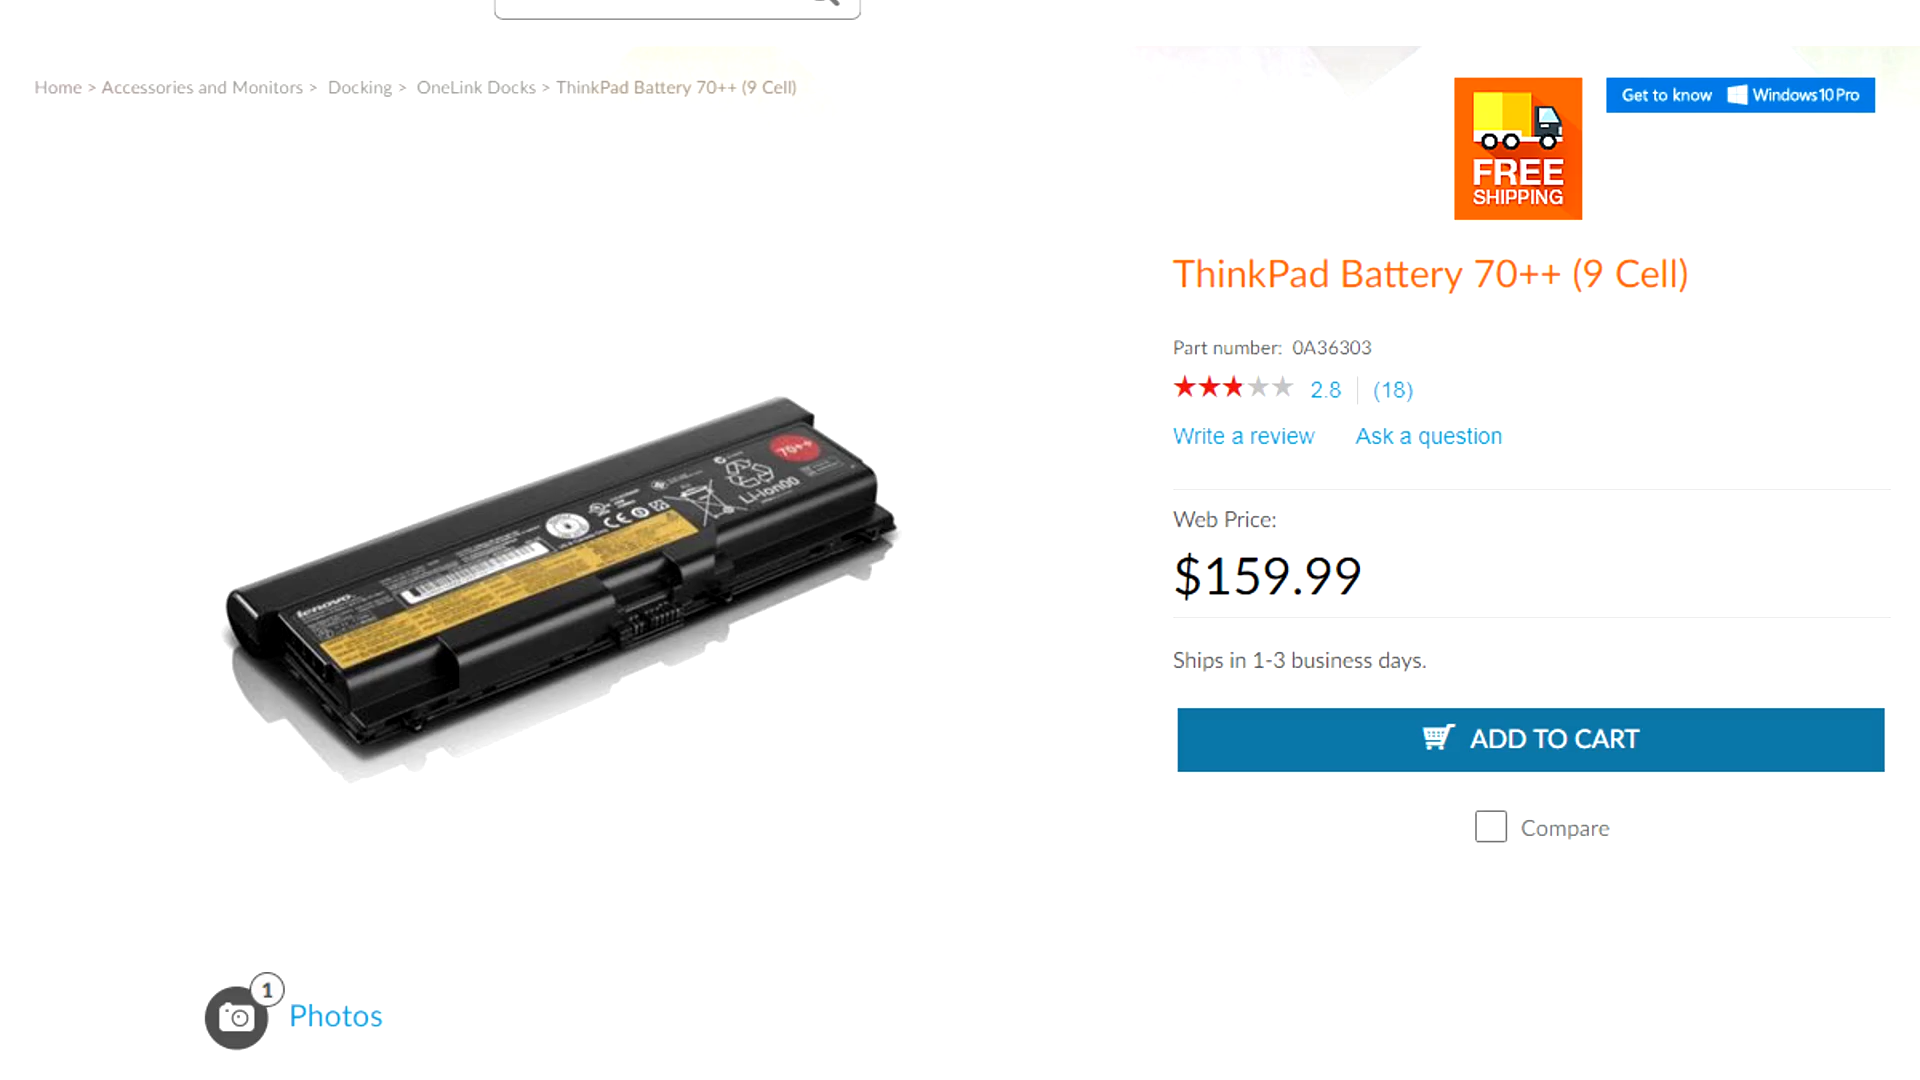 Home > Accessories and Monitors > Docking > OneLink Docks > ThinkPad Battery 70++ (9 Cell)
Get to know Windows 10 Pro
FREE
SHIPPING
ThinkPad Battery 70++ (9 Cell)
Part number: 0A36303
2.8 (18)
Write a review Ask a question
Web Price:
$159.99
Ships in 1-3 business days.
ADD TO CART
Compare
70++
Li-ion00
lenovo
1
Photos